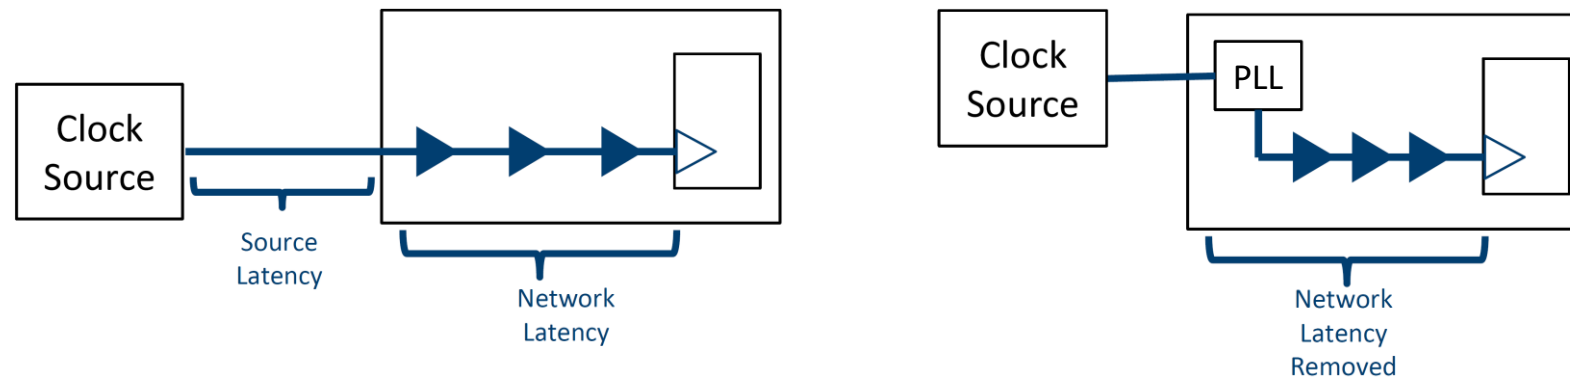 Clock
Source
Source
Latency
Network
Latency
Clock
Source
PLL
Network
Latency
Removed